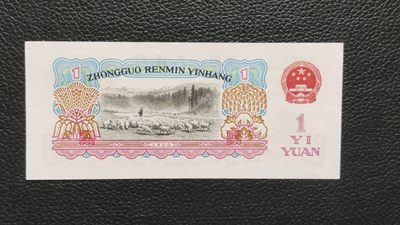 1 ZHONGGUO RENMIN YINHANG 1
1
YI
YUAN